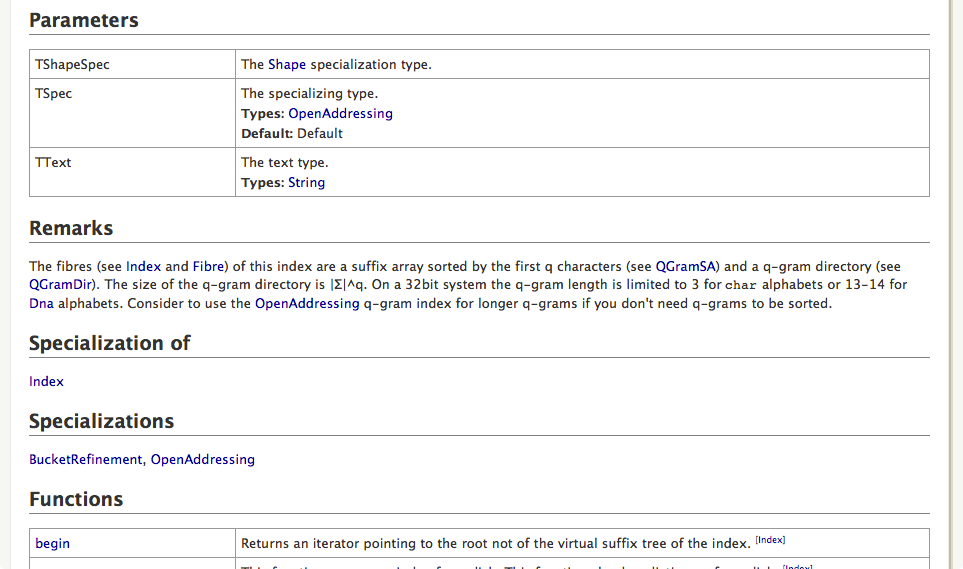 Parameters
TShapeSpec
The Shape specialization type.
TSpec
The specializing type.
Types: OpenAddressing
Default: Default
TText
The text type.
Types: String
Remarks
The fibres (see Index and Fibre) of this index are a suffix array sorted by the first q characters (see QGramSA) and a q-gram directory (see
QGramDir). The size of the q-gram directory is |Σ|^q. On a 32bit system the q-gram length is limited to 3 for char alphabets or 13-14 for
Dna alphabets. Consider to use the OpenAddressing q-gram index for longer q-grams if you don't need q-grams to be sorted.
Specialization of
Index
Specializations
BucketRefinement, OpenAddressing
Functions
begin
Returns an iterator pointing to the root not of the virtual suffix tree of the index. [Index]